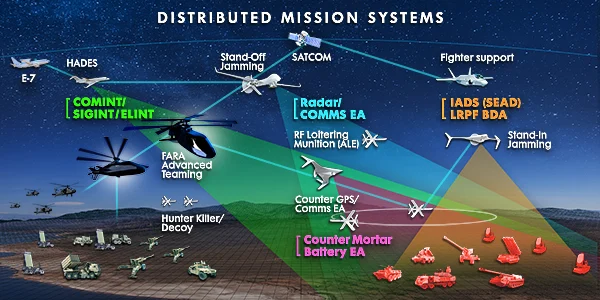 DISTRIBUTED MISSION SYSTEMS
E-7
HADES
Stand-Off
Jamming
SATCOM
Fighter support
COMINT/
SIGINT/ELINT
Radar/
COMMS EA
IADS (SEAD)
LRPF BDA
RF Loitering
Munition (ALE)
Stand-In
Jamming
FARA
Advanced
Teaming
Counter GPS/
Comms EA
Hunter Killer/
Decoy
Counter Mortar
Battery EA